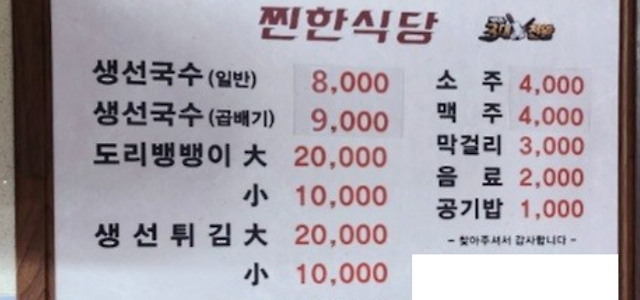 찐한식당
생선국수 (일반) 8,000
생선국수 (곱배기) 9,000
도리뱅뱅이 大 20,000
小 10,000
생선튀김 大 20,000
小 10,000
소주 4,000
맥주 4,000
막걸리 3,000
음료 2,000
공기밥 1,000
- 찾아주셔서 감사합니다 -